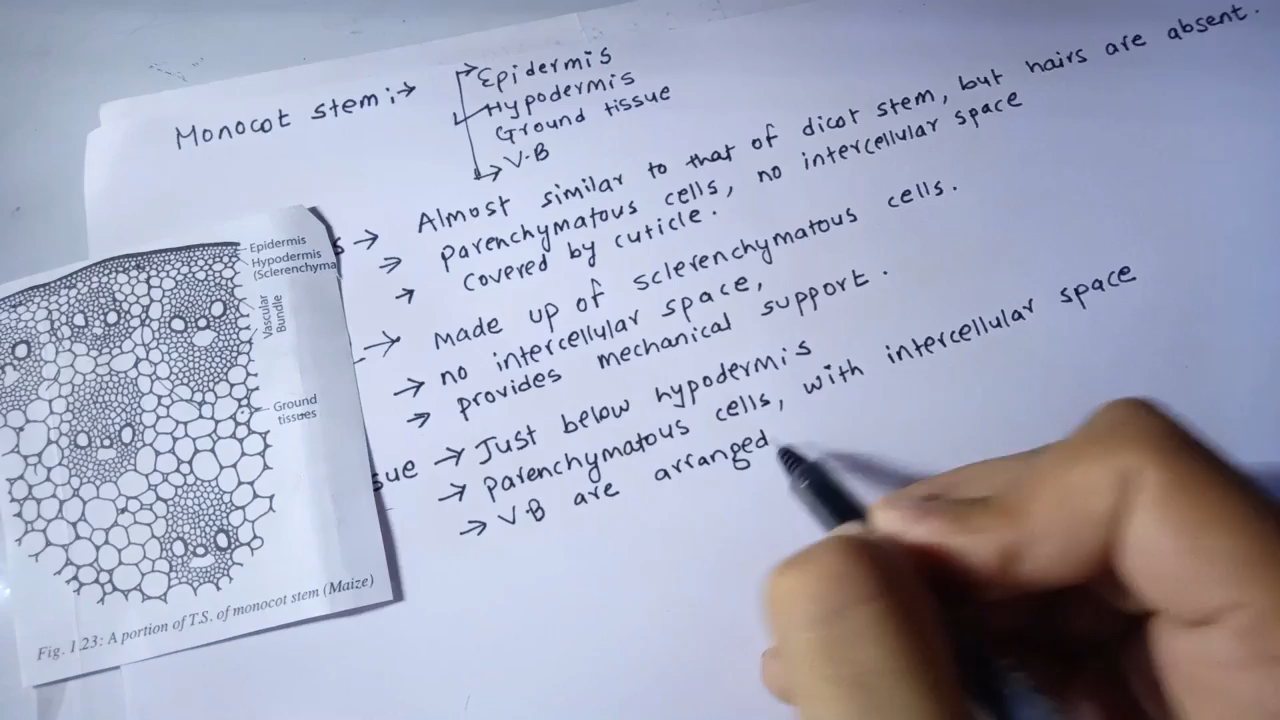 Monocot stem :→
Epidermis
Hypodermis
Ground tissue
→ V.B
s → Almost similar to that of dicot stem, but hairs are absent.
→ parenchymatous cells, no intercellular space
→ covered by cuticle.
→ made up of sclerenchymatous cells.
→ no intercellular space,
→ provides mechanical support.
sue → Just below hypodermis
→ parenchymatous cells, with intercellular space
→ VB are arranged
Epidermis
Hypodermis
(Sclerenchyma
Vascular
Bundle
Ground
tissues
Fig. 1.23: A portion of T.S. of monocot stem (Maize)